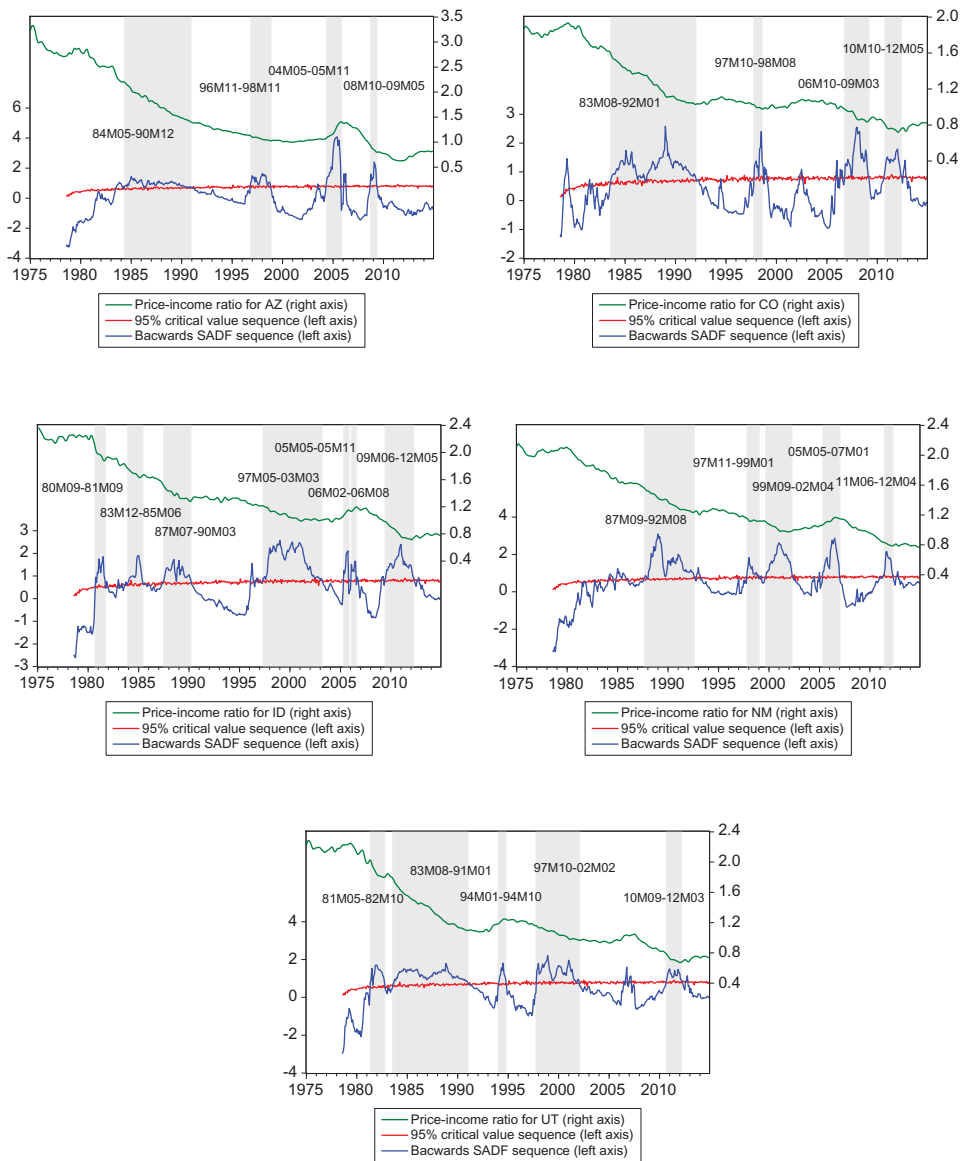 3.5
3.0
2.5
2.0
1.5
1.0
0.5
6
4
2
0
-2
-4
04M05-05M11
96M11-98M11
08M10-09M05
84M05-90M12
1975 1980 1985 1990 1995 2000 2005 2010
Price-income ratio for AZ (right axis)
95% critical value sequence (left axis)
Bacwards SADF sequence (left axis)
2.0
1.6
1.2
0.8
0.4
3
2
1
0
-1
-2
10M10-12M05
97M10-98M08
06M10-09M03
83M08-92M01
1975 1980 1985 1990 1995 2000 2005 2010
Price-income ratio for CO (right axis)
95% critical value sequence (left axis)
Bacwards SADF sequence (left axis)
2.4
2.0
1.6
1.2
0.8
0.4
3
2
1
0
-1
-2
-3
05M05-05M11
09M06-12M05
97M05-03M03
80M09-81M09
06M02-06M08
83M12-85M06
87M07-90M03
1975 1980 1985 1990 1995 2000 2005 2010
Price-income ratio for ID (right axis)
95% critical value sequence (left axis)
Bacwards SADF sequence (left axis)
2.4
2.0
1.6
1.2
0.8
0.4
4
2
0
-2
-4
05M05-07M01
97M11-99M01
11M06-12M04
99M09-02M04
87M09-92M08
1975 1980 1985 1990 1995 2000 2005 2010
Price-income ratio for NM (right axis)
95% critical value sequence (left axis)
Bacwards SADF sequence (left axis)
2.4
2.0
1.6
1.2
0.8
0.4
4
2
0
-2
-4
83M08-91M01
97M10-02M02
81M05-82M10
94M01-94M10
10M09-12M03
1975 1980 1985 1990 1995 2000 2005 2010
Price-income ratio for UT (right axis)
95% critical value sequence (left axis)
Bacwards SADF sequence (left axis)